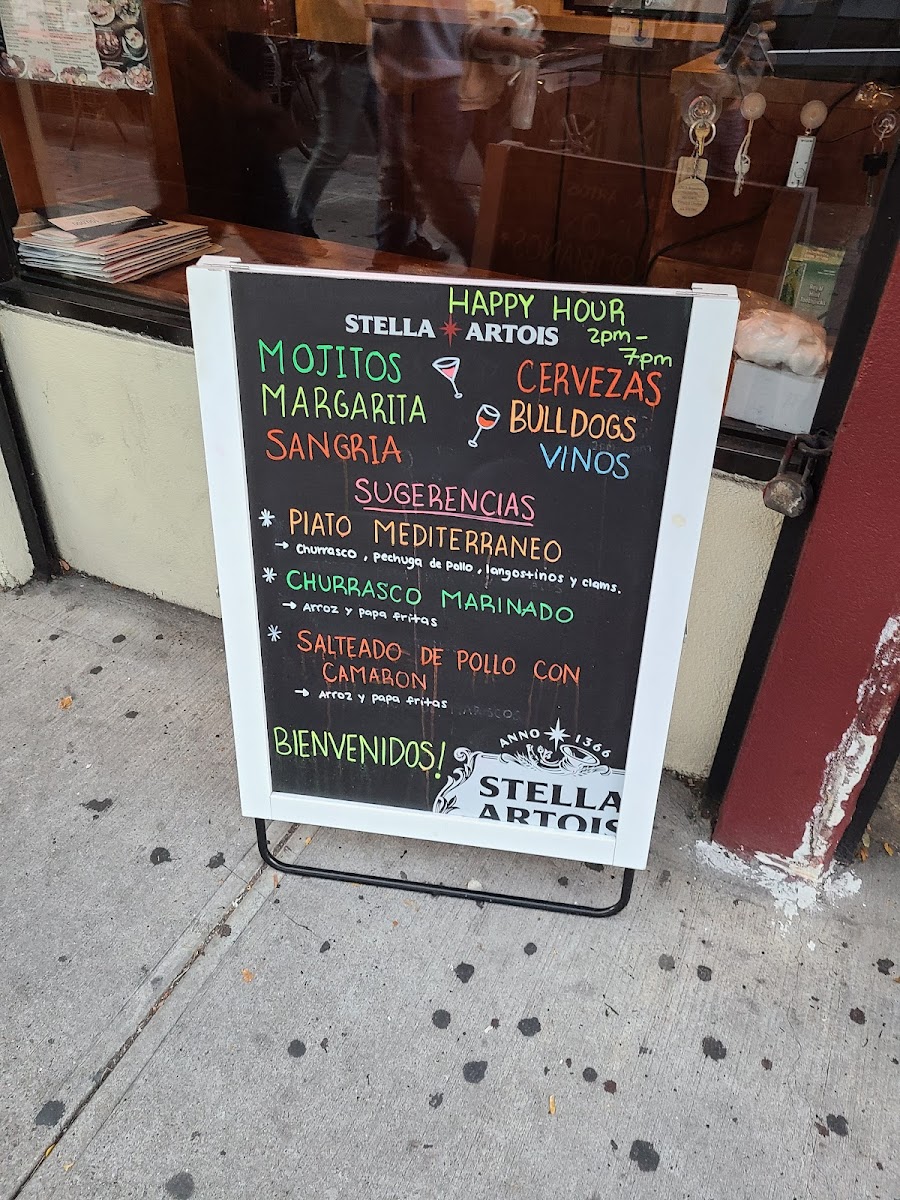 HAPPY HOUR
STELLA ARTOIS
2pm-
7pm
MOJITOS
MARGARITA
SANGRIA
CERVEZAS
BULLDOGS
VINOS
SUGERENCIAS
* PIATO MEDITERRANEO
→ Churrasco, pechuga de pollo, langostinos y clams.
* CHURRASCO MARINADO
→ Arroz y papa fritas
* SALTEADO DE POLLO CON
CAMARON
→ Arroz y papa fritas
MARISCOS
BIENVENIDOS!
ANNO 1366
STELLA
ARTOIS